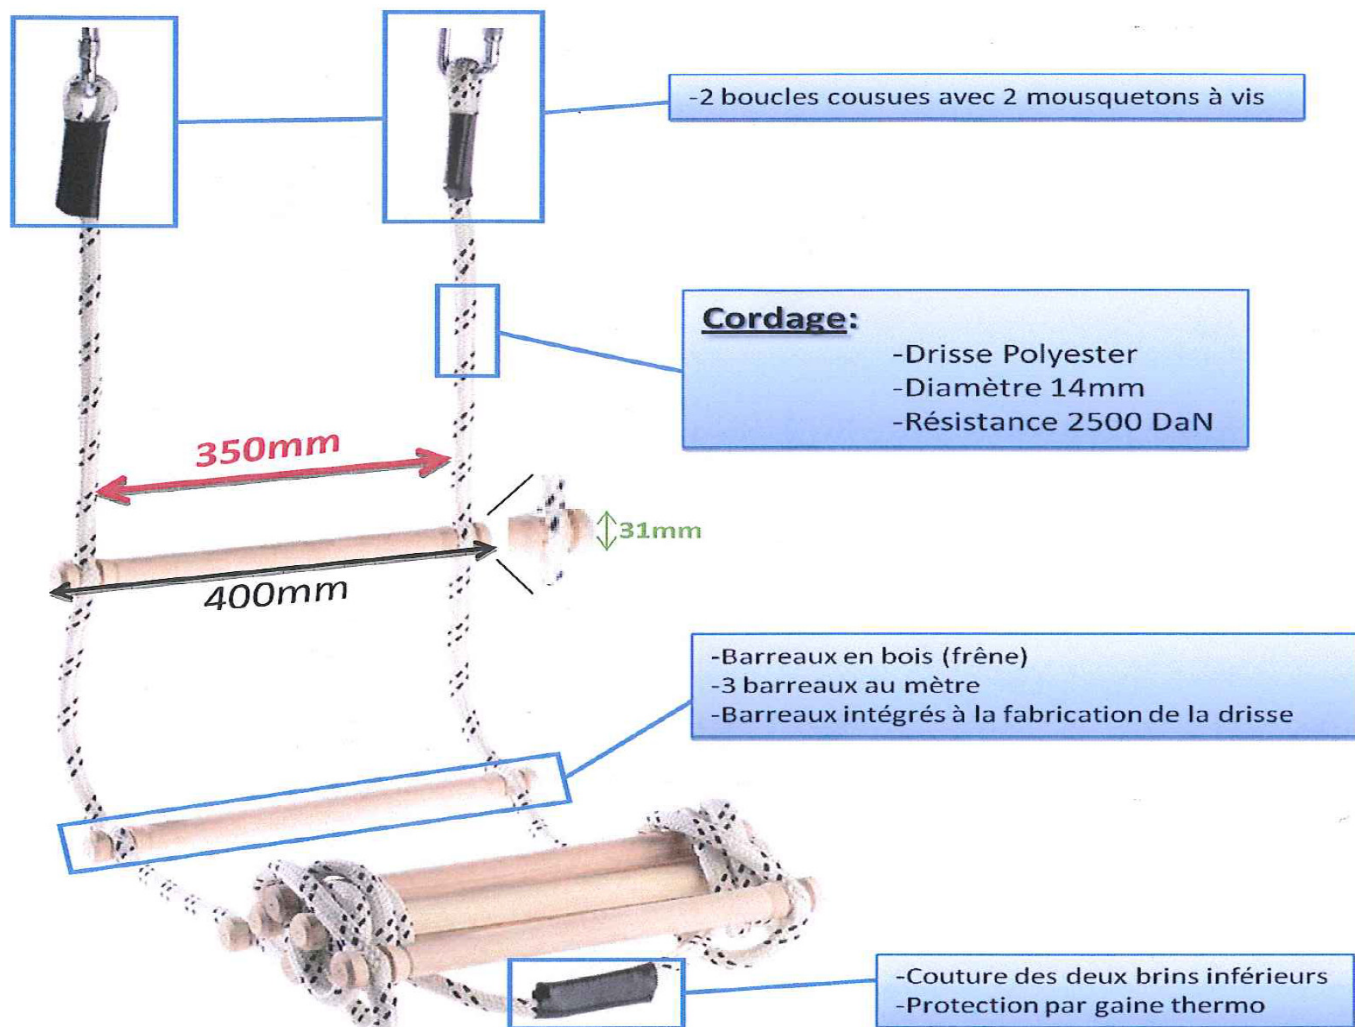 -2 boucles cousues avec 2 mousquetons à vis
Cordage:
-Drisse Polyester
-Diamètre 14mm
-Résistance 2500 DaN
350mm
31mm
400mm
-Barreaux en bois (frêne)
-3 barreaux au mètre
-Barreaux intégrés à la fabrication de la drisse
-Couture des deux brins inférieurs
-Protection par gaine thermo